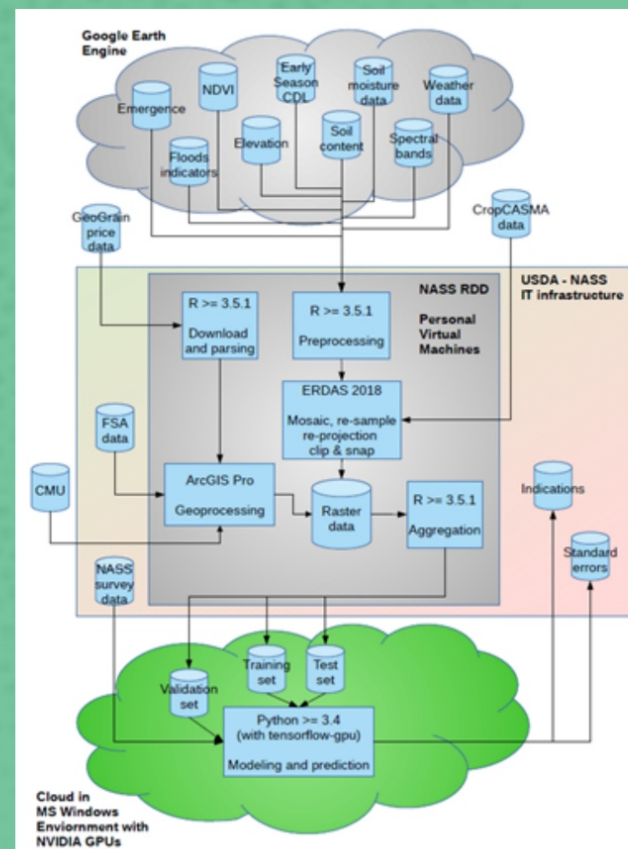 Google Earth
Engine
Emergence
NDVI
Early
Season
CDL
Soil
moisture
data
Weather
data
Floods
indicators
Elevation
Soil
content
Spectral
bands
GeoGrain
price
data
CropCASMA
data
USDA - NASS
IT infrastructure
NASS RDD
Personal
Virtual
Machines
R >= 3.5.1
Download
and parsing
R >= 3.5.1
Preprocessing
ERDAS 2018
Mosaic, re-sample
re-projection
clip & snap
FSA
data
CMU
ArcGIS Pro
Geoprocessing
Raster
data
R >= 3.5.1
Aggregation
Indications
Standard
errors
NASS
survey
data
Validation
set
Training
set
Test
set
Python >= 3.4
(with tensorflow-gpu)
Modeling and prediction
Cloud in
MS Windows
Enviornment with
NVIDIA GPUs